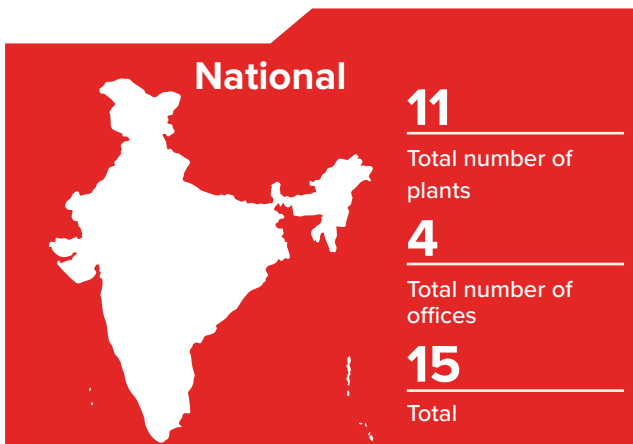 National
11
Total number of
plants
4
Total number of
offices
15
Total